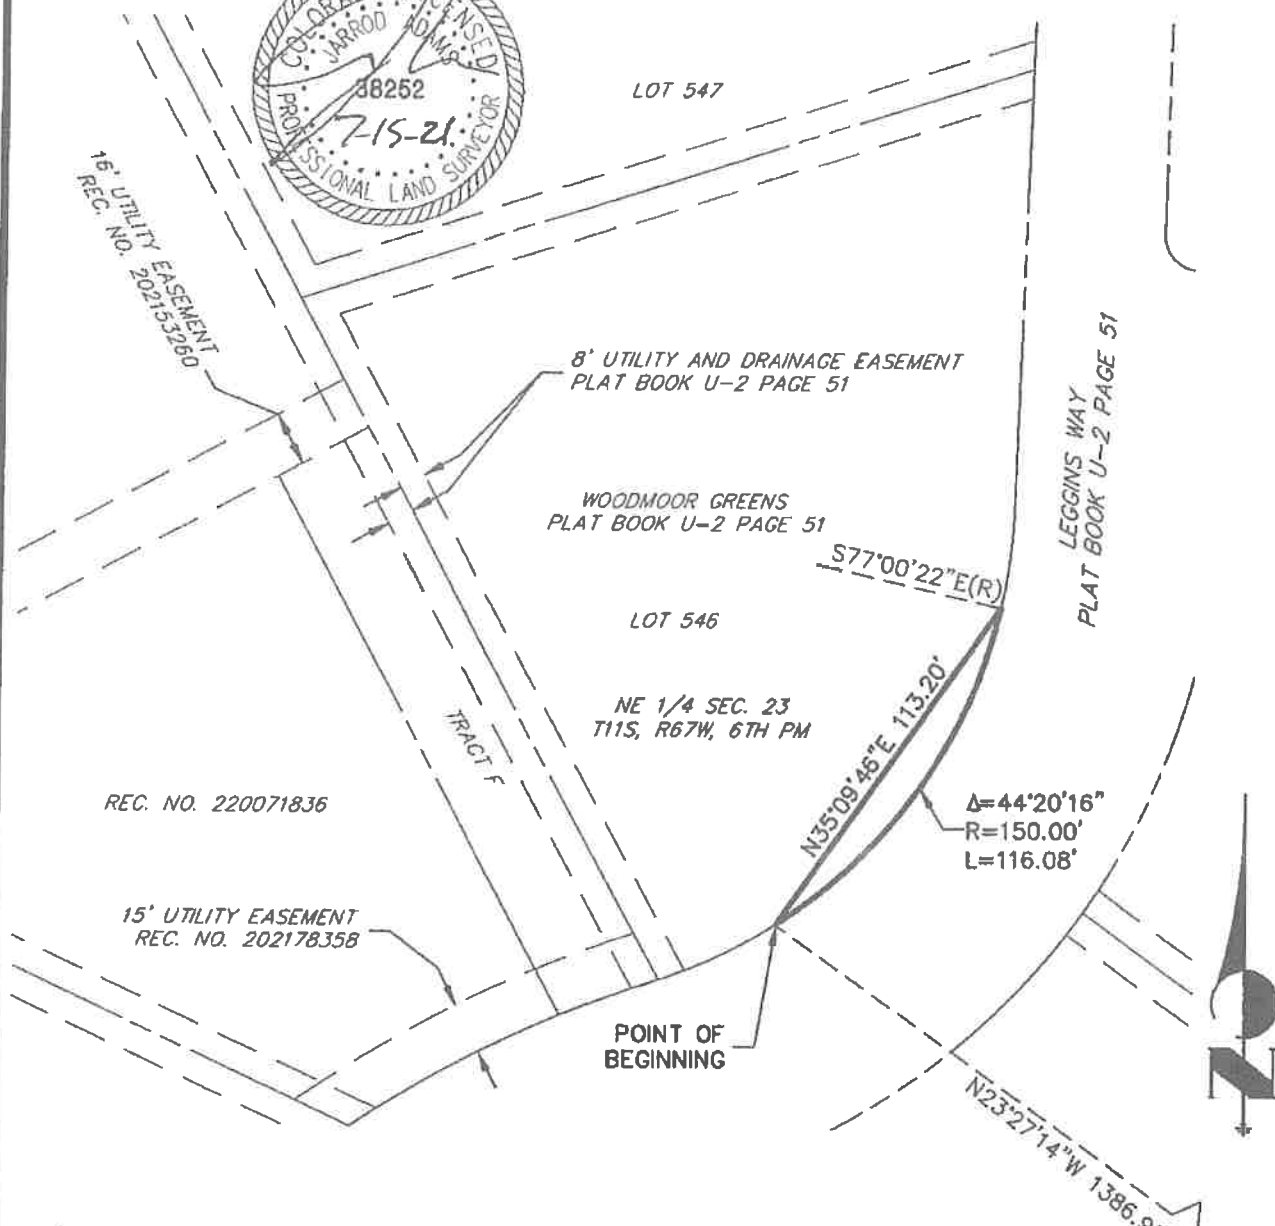 COLORADO LICENSED
JARROD ADAMS
38252
7-15-21
PROFESSIONAL LAND SURVEYOR
LOT 547
16' UTILITY EASEMENT
REC. NO. 202153260
8' UTILITY AND DRAINAGE EASEMENT
PLAT BOOK U-2 PAGE 51
LEGGINS WAY
PLAT BOOK U-2 PAGE 51
WOODMOOR GREENS
PLAT BOOK U-2 PAGE 51
S77°00'22"E(R)
LOT 546
NE 1/4 SEC. 23
T11S, R67W, 6TH PM
TRACT F
N35°09'46"E 113.20'
REC. NO. 220071836
Δ=44°20'16"
R=150.00'
L=116.08'
15' UTILITY EASEMENT
REC. NO. 202178358
POINT OF
BEGINNING
N
N23°27'14"W